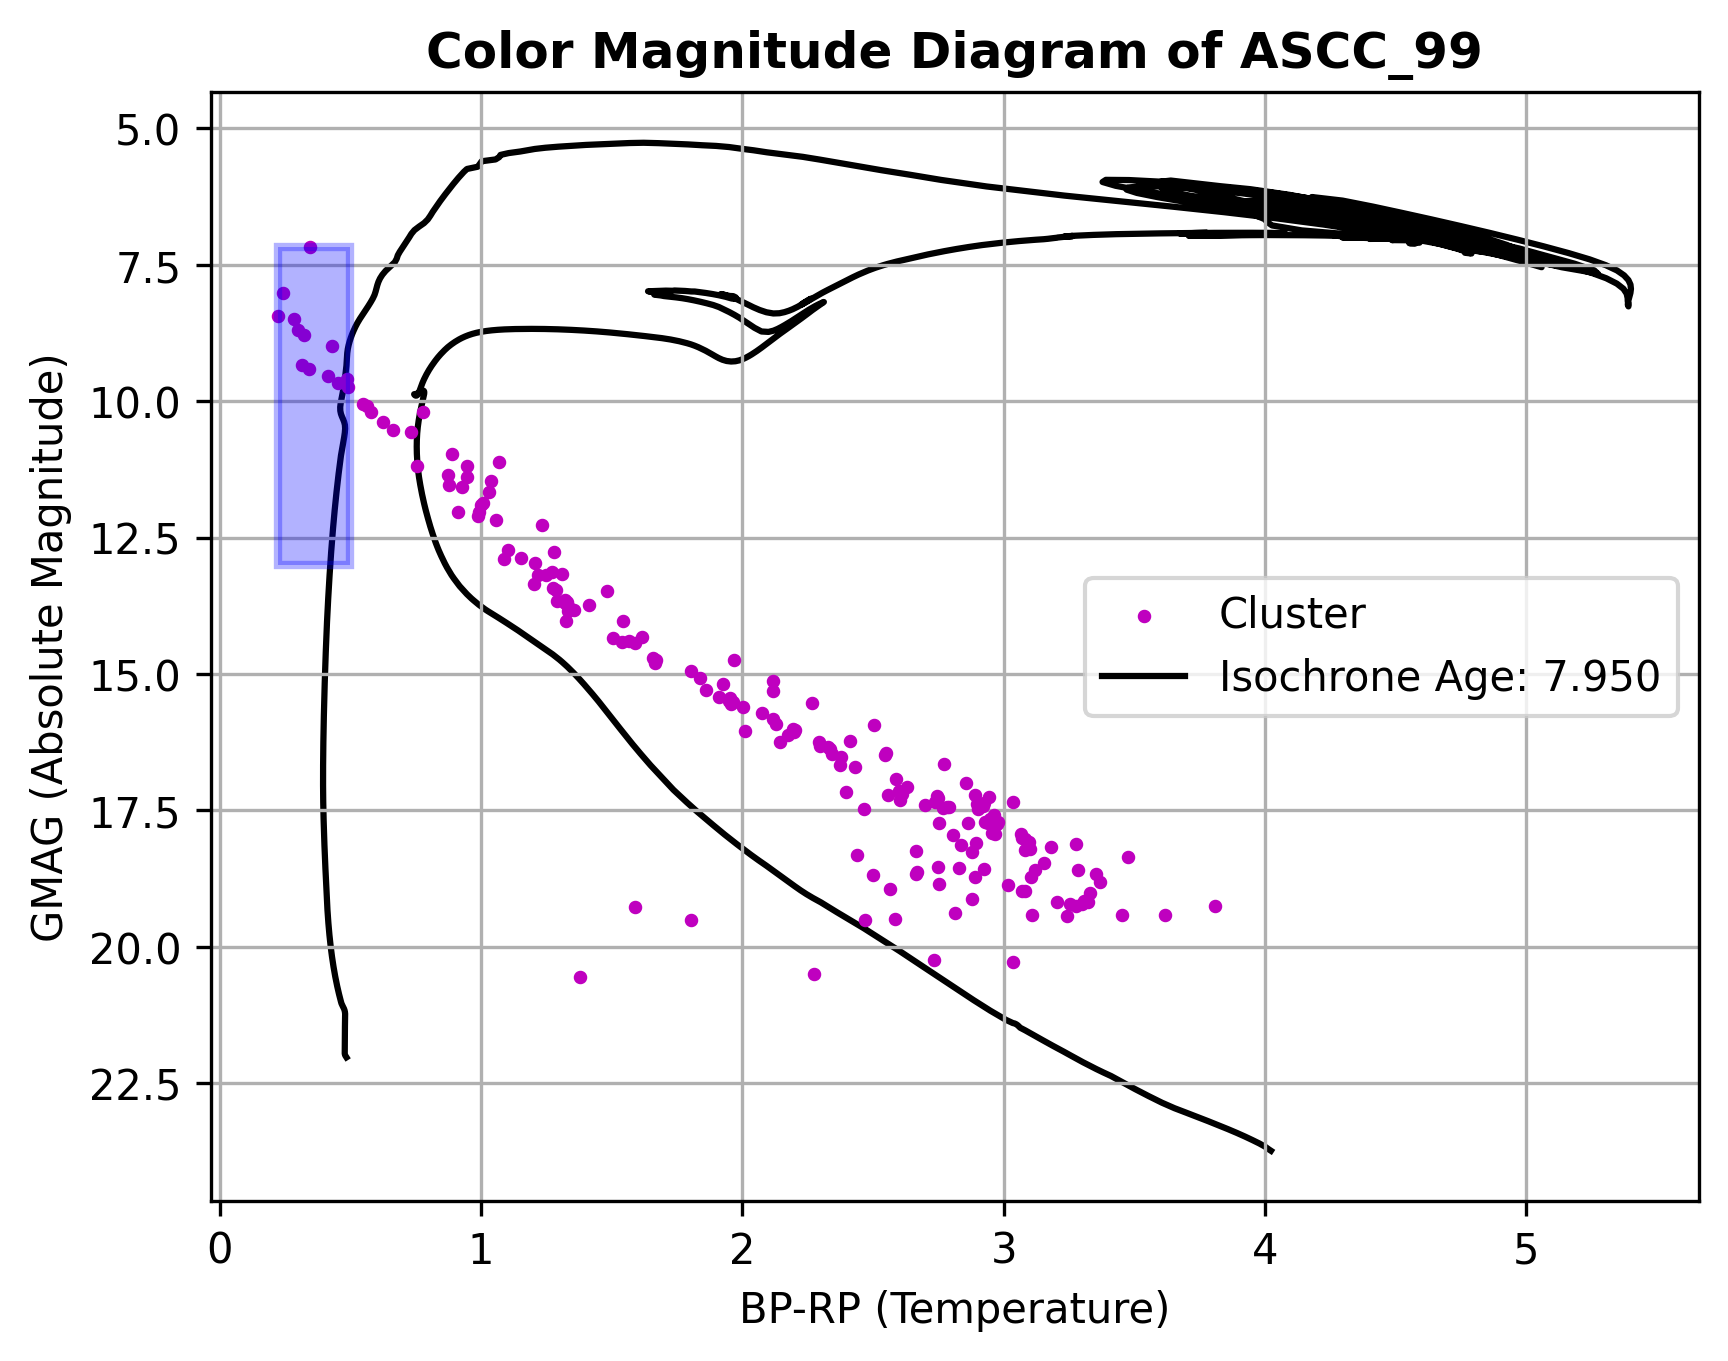 Color Magnitude Diagram of ASCC_99
GMAG (Absolute Magnitude)
5.0
7.5
10.0
12.5
15.0
17.5
20.0
22.5
Cluster
Isochrone Age: 7.950
0 1 2 3 4 5
BP-RP (Temperature)